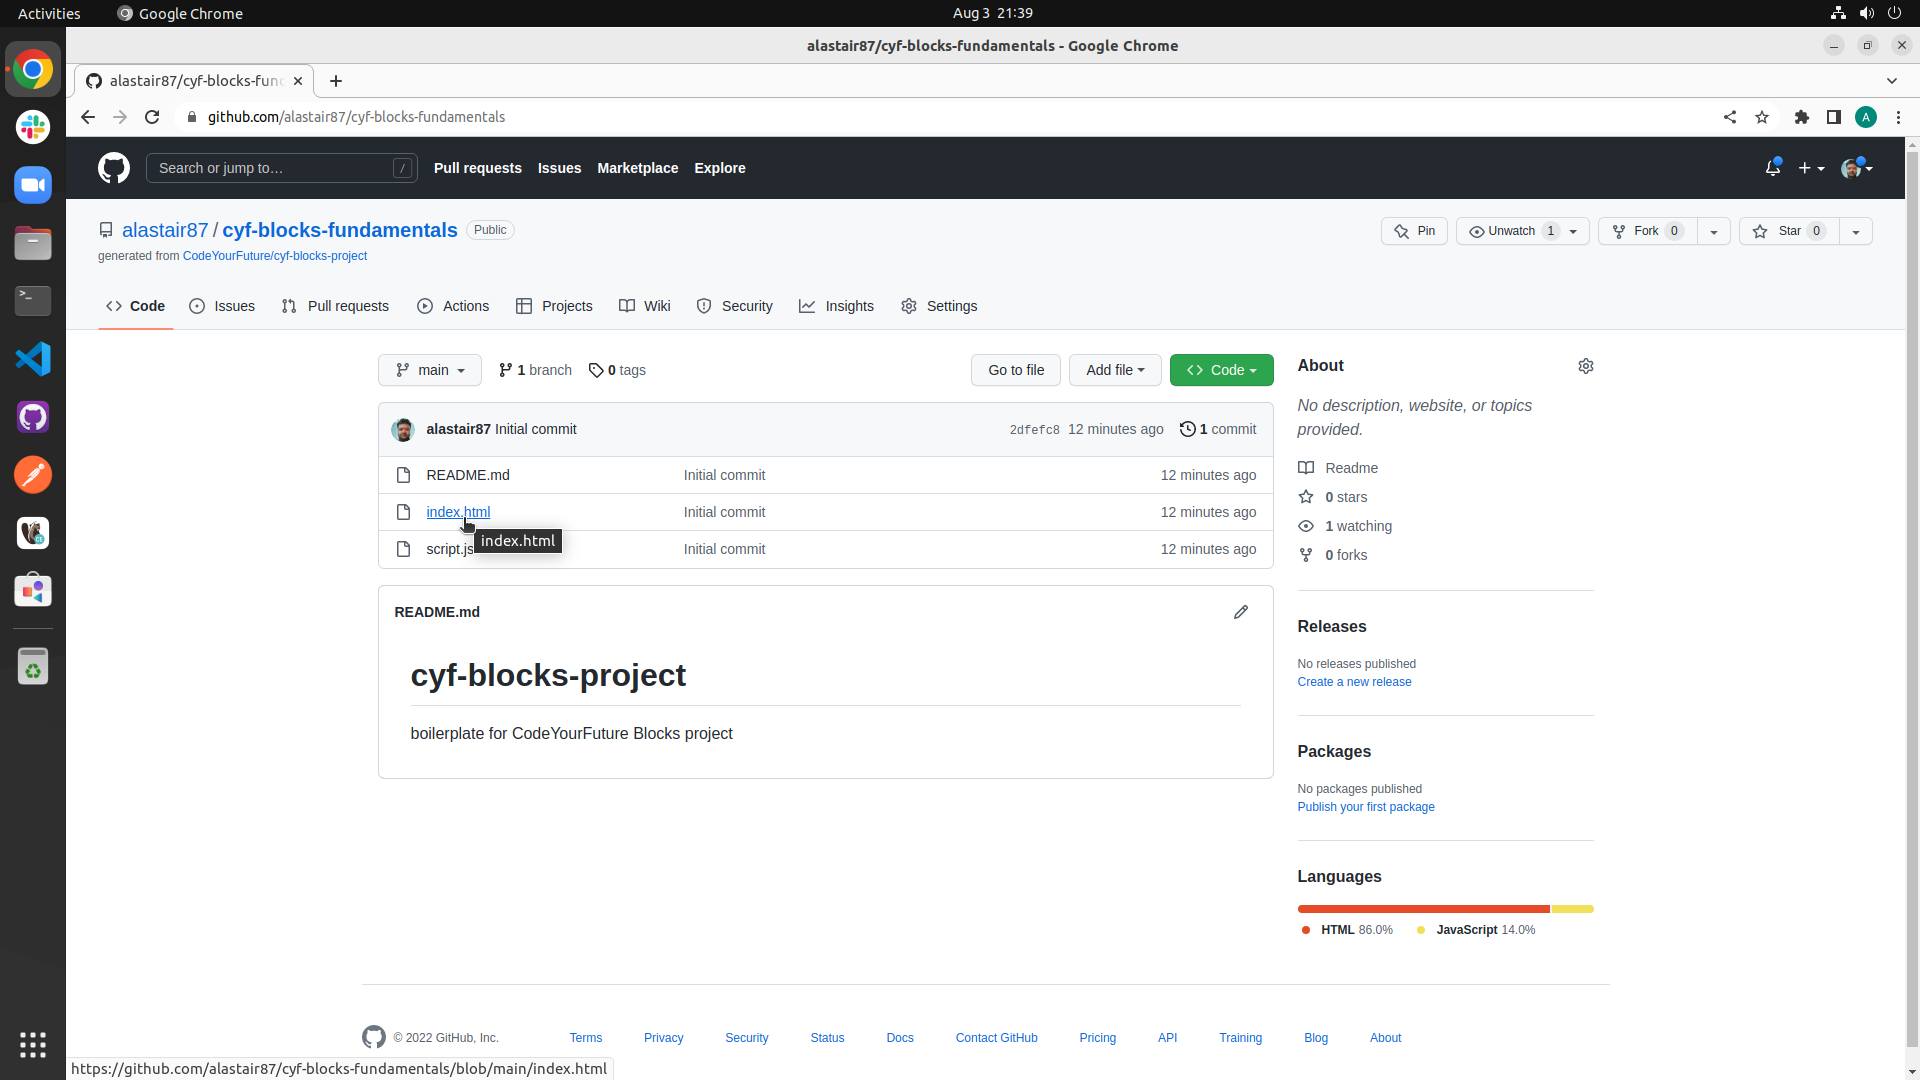 Activities
Google Chrome
Aug 3 21:39
alastair87/cyf-blocks-fundamentals - Google Chrome
alastair87/cyf-blocks-fun
github.com/alastair87/cyf-blocks-fundamentals
A
Search or jump to…
/
Pull requests
Issues
Marketplace
Explore
alastair87 / cyf-blocks-fundamentals Public
Pin
Unwatch 1
Fork 0
Star 0
generated from CodeYourFuture/cyf-blocks-project
Code
Issues
Pull requests
Actions
Projects
Wiki
Security
Insights
Settings
main
1 branch
0 tags
Go to file
Add file
Code
alastair87 Initial commit
2dfefc8 12 minutes ago
1 commit
README.md Initial commit 12 minutes ago
index.html Initial commit 12 minutes ago
index.html
script.js Initial commit 12 minutes ago
README.md
cyf-blocks-project
boilerplate for CodeYourFuture Blocks project
About
No description, website, or topics
provided.
Readme
0 stars
1 watching
0 forks
Releases
No releases published
Create a new release
Packages
No packages published
Publish your first package
Languages
HTML 86.0%
JavaScript 14.0%
© 2022 GitHub, Inc.
Terms
Privacy
Security
Status
Docs
Contact GitHub
Pricing
API
Training
Blog
About
https://github.com/alastair87/cyf-blocks-fundamentals/blob/main/index.html